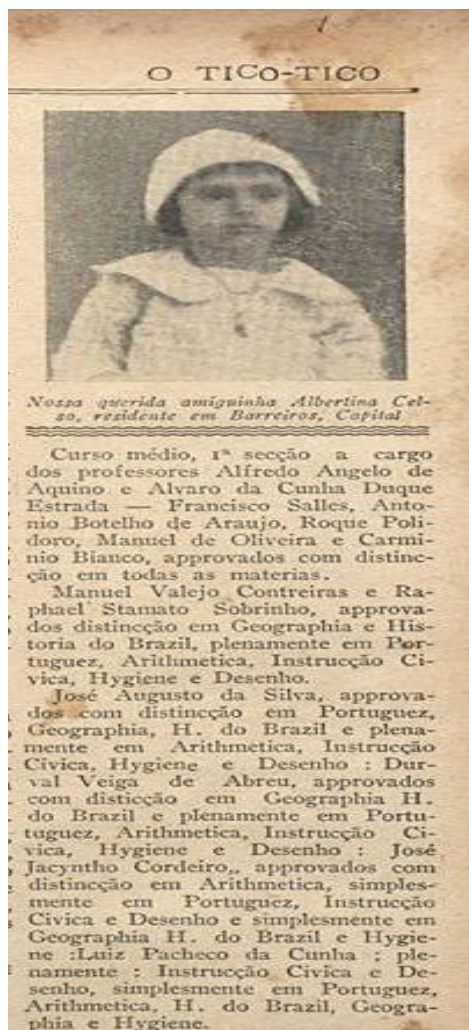 O TICO-TICO
Nossa querida amiguinha Albertina Cel-
so, residente em Barreiros, Capital
Curso médio, 1ª secção a cargo
dos professores Alfredo Angelo de
Aquino e Alvaro da Cunha Duque
Estrada — Francisco Salles, Anto-
nio Botelho de Araujo, Roque Poli-
doro, Manuel de Oliveira e Carmi-
nio Bianco, approvados com distinc-
ção em todas as materias.
Manuel Valejo Contreiras e Ra-
phael Stamato Sobrinho, approva-
dos distincção em Geographia e His-
toria do Brazil, plenamente em Por-
tuguez, Arithmetica, Instrucção Ci-
vica, Hygiene e Desenho.
José Augusto da Silva, approva-
dos com distincção em Portuguez,
Geographia, H. do Brazil e plena-
mente em Arithmetica, Instrucção
Civica, Hygiene e Desenho : Dur-
val Veiga de Abreu, approvados
com disticção em Geographia H.
do Brazil e plenamente em Portu-
tuguez, Arithmetica, Instrucção Ci-
vica, Hygiene e Desenho : José
Jacyntho Cordeiro,, approvados com
distincção em Arithmetica, simples-
mente em Portuguez, Instrucção
Civica e Desenho e simplesmente em
Geographia H. do Brazil e Hygie-
ne :Luiz Pacheco da Cunha ; ple-
namente : Instrucção Civica e De-
senho, simplesmente em Portuguez,
Arithmetica, H. do Brazil, Geogra-
phia e Hygiene.